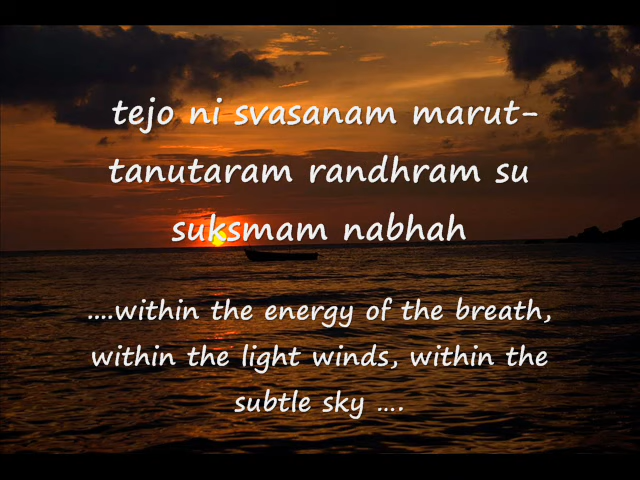 tejo ni svasanam marut-
tanutaram randhram su
suksmam nabhah
....within the energy of the breath,
within the light winds, within the
subtle sky ....